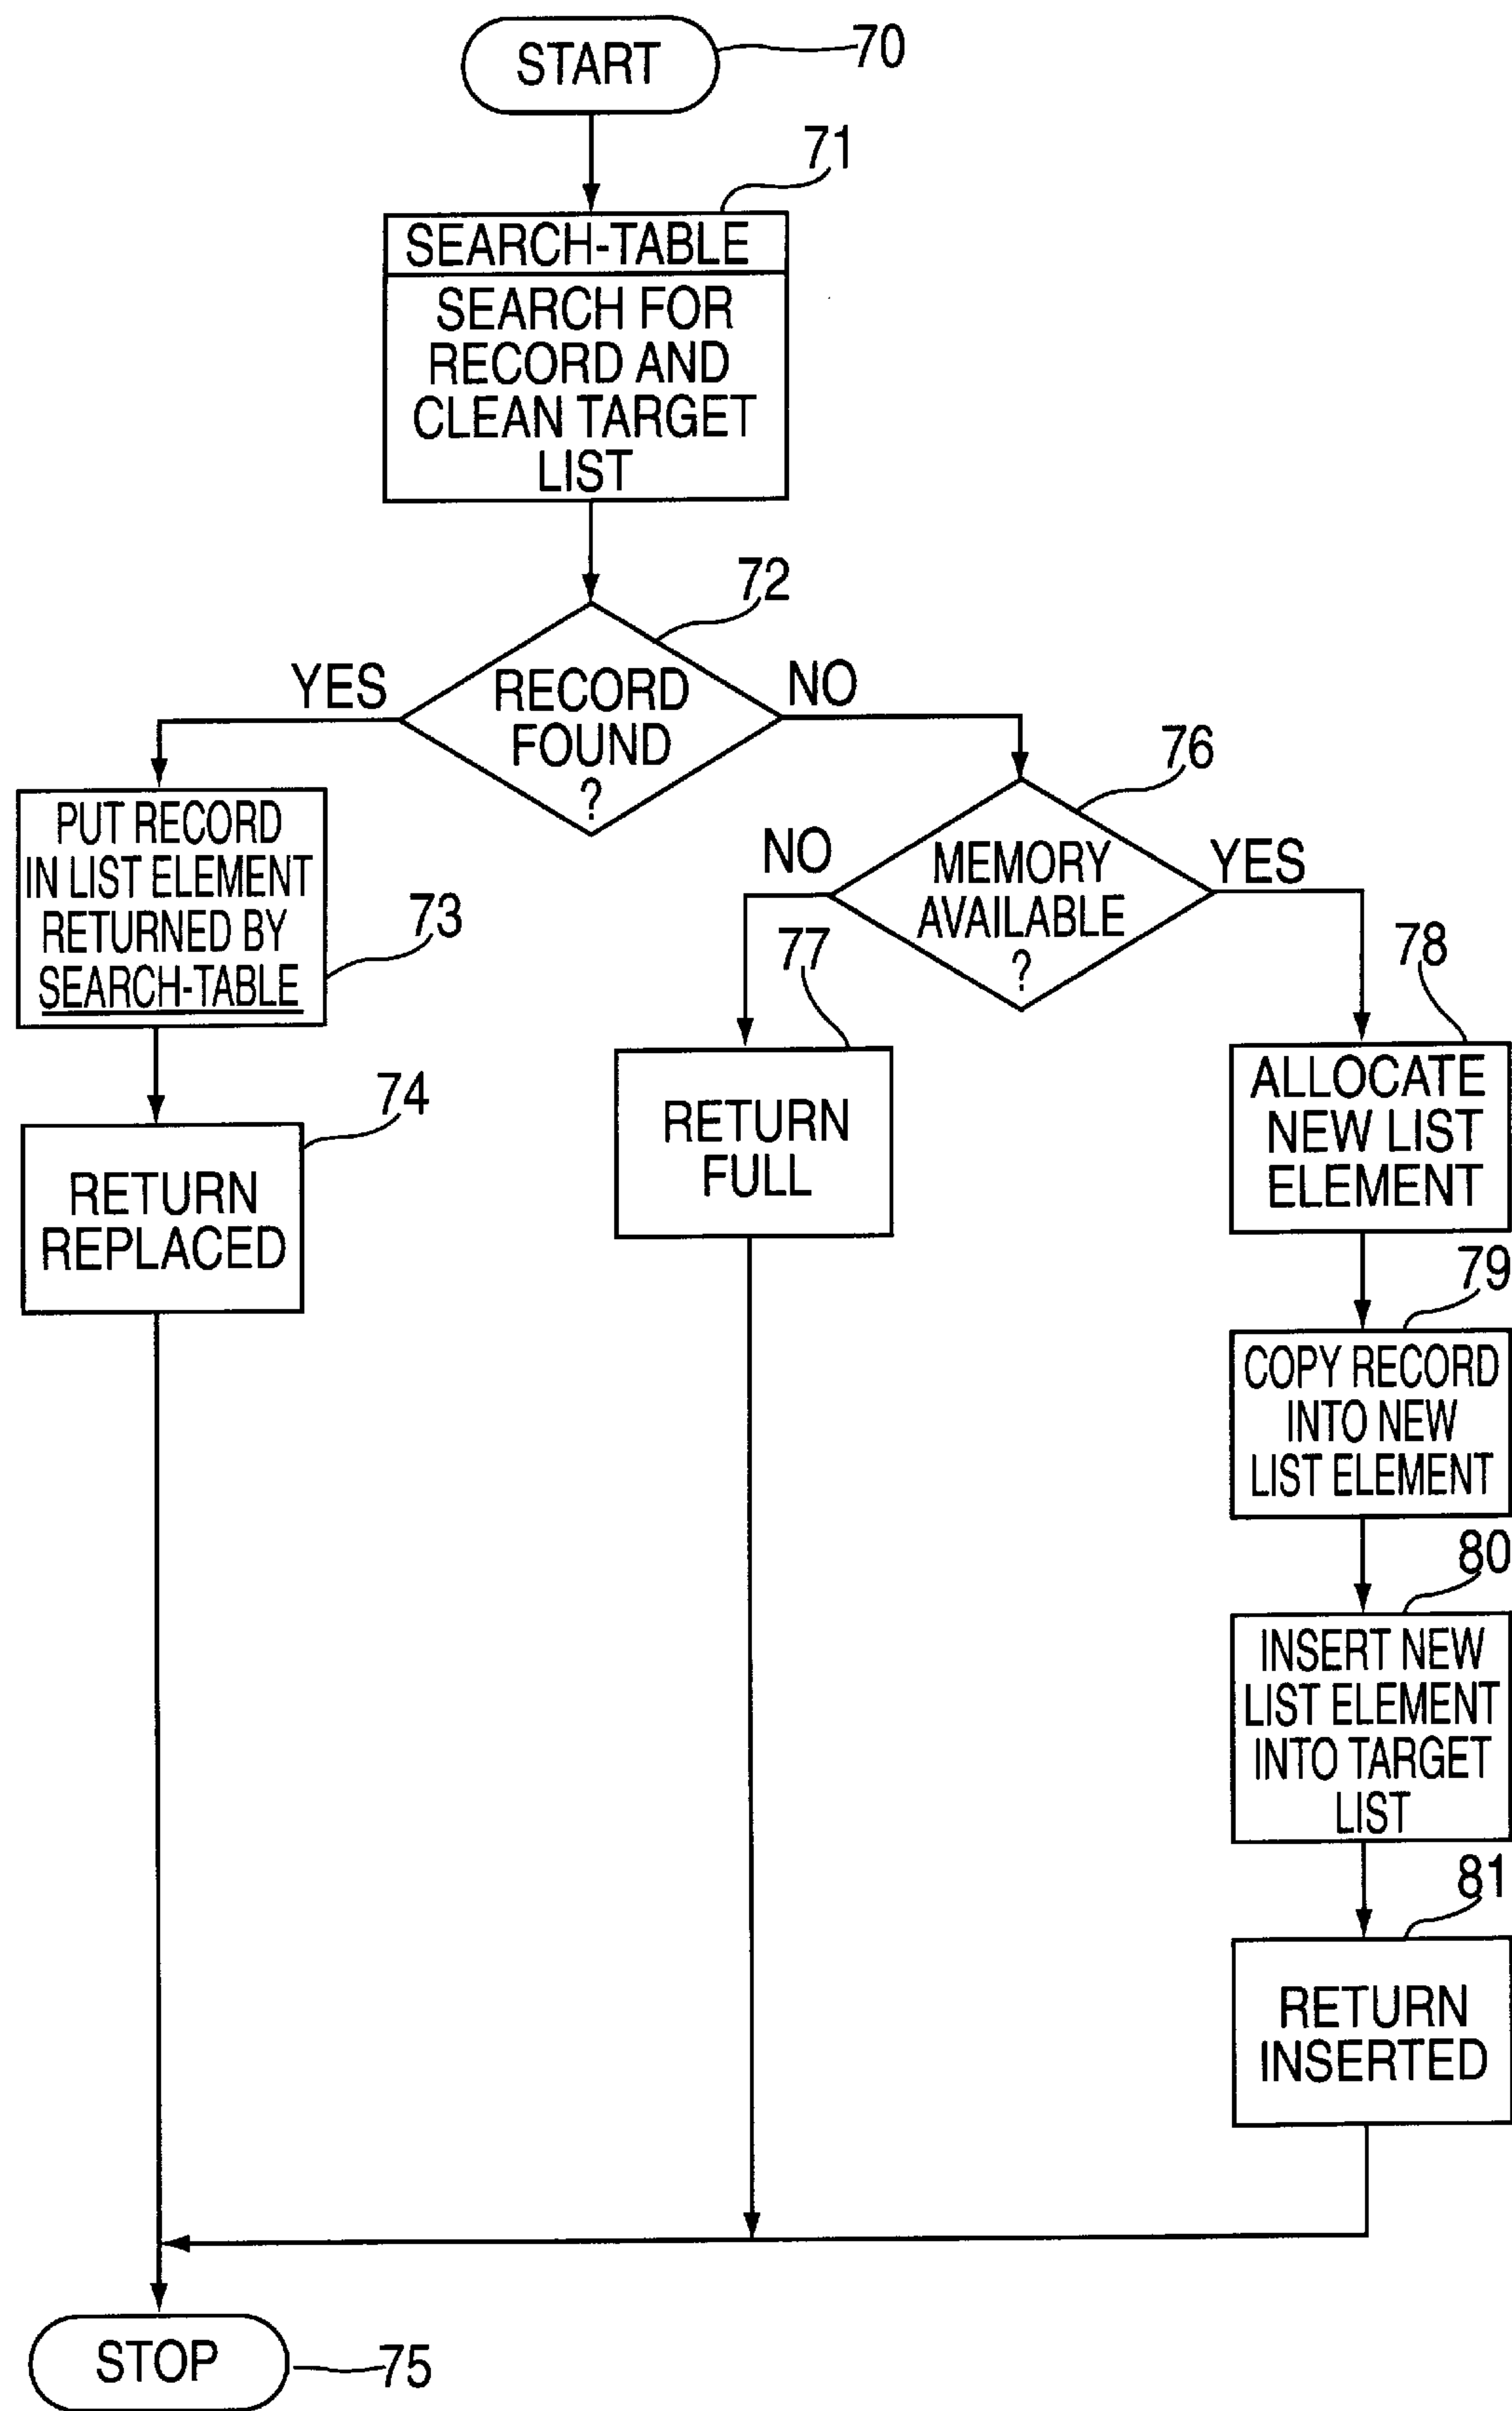 START
70
71
SEARCH-TABLE
SEARCH FOR
RECORD AND
CLEAN TARGET
LIST
72
YES
RECORD
FOUND
?
NO
76
PUT RECORD
IN LIST ELEMENT
RETURNED BY
SEARCH-TABLE
73
NO
MEMORY
AVAILABLE
?
YES
77
78
RETURN
FULL
ALLOCATE
NEW LIST
ELEMENT
74
RETURN
REPLACED
79
COPY RECORD
INTO NEW
LIST ELEMENT
80
INSERT NEW
LIST ELEMENT
INTO TARGET
LIST
81
RETURN
INSERTED
STOP
75